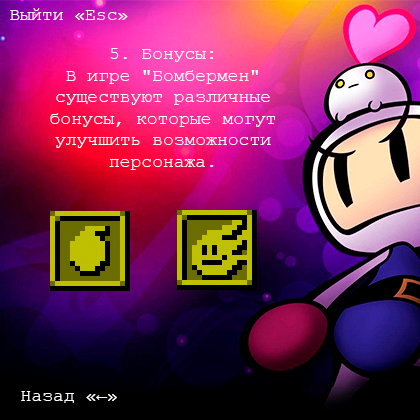 Выйти «Esc»
5. Бонусы:
В игре "Бомбермен"
существуют различные
бонусы, которые могут
улучшить возможности
персонажа.
Назад «←»